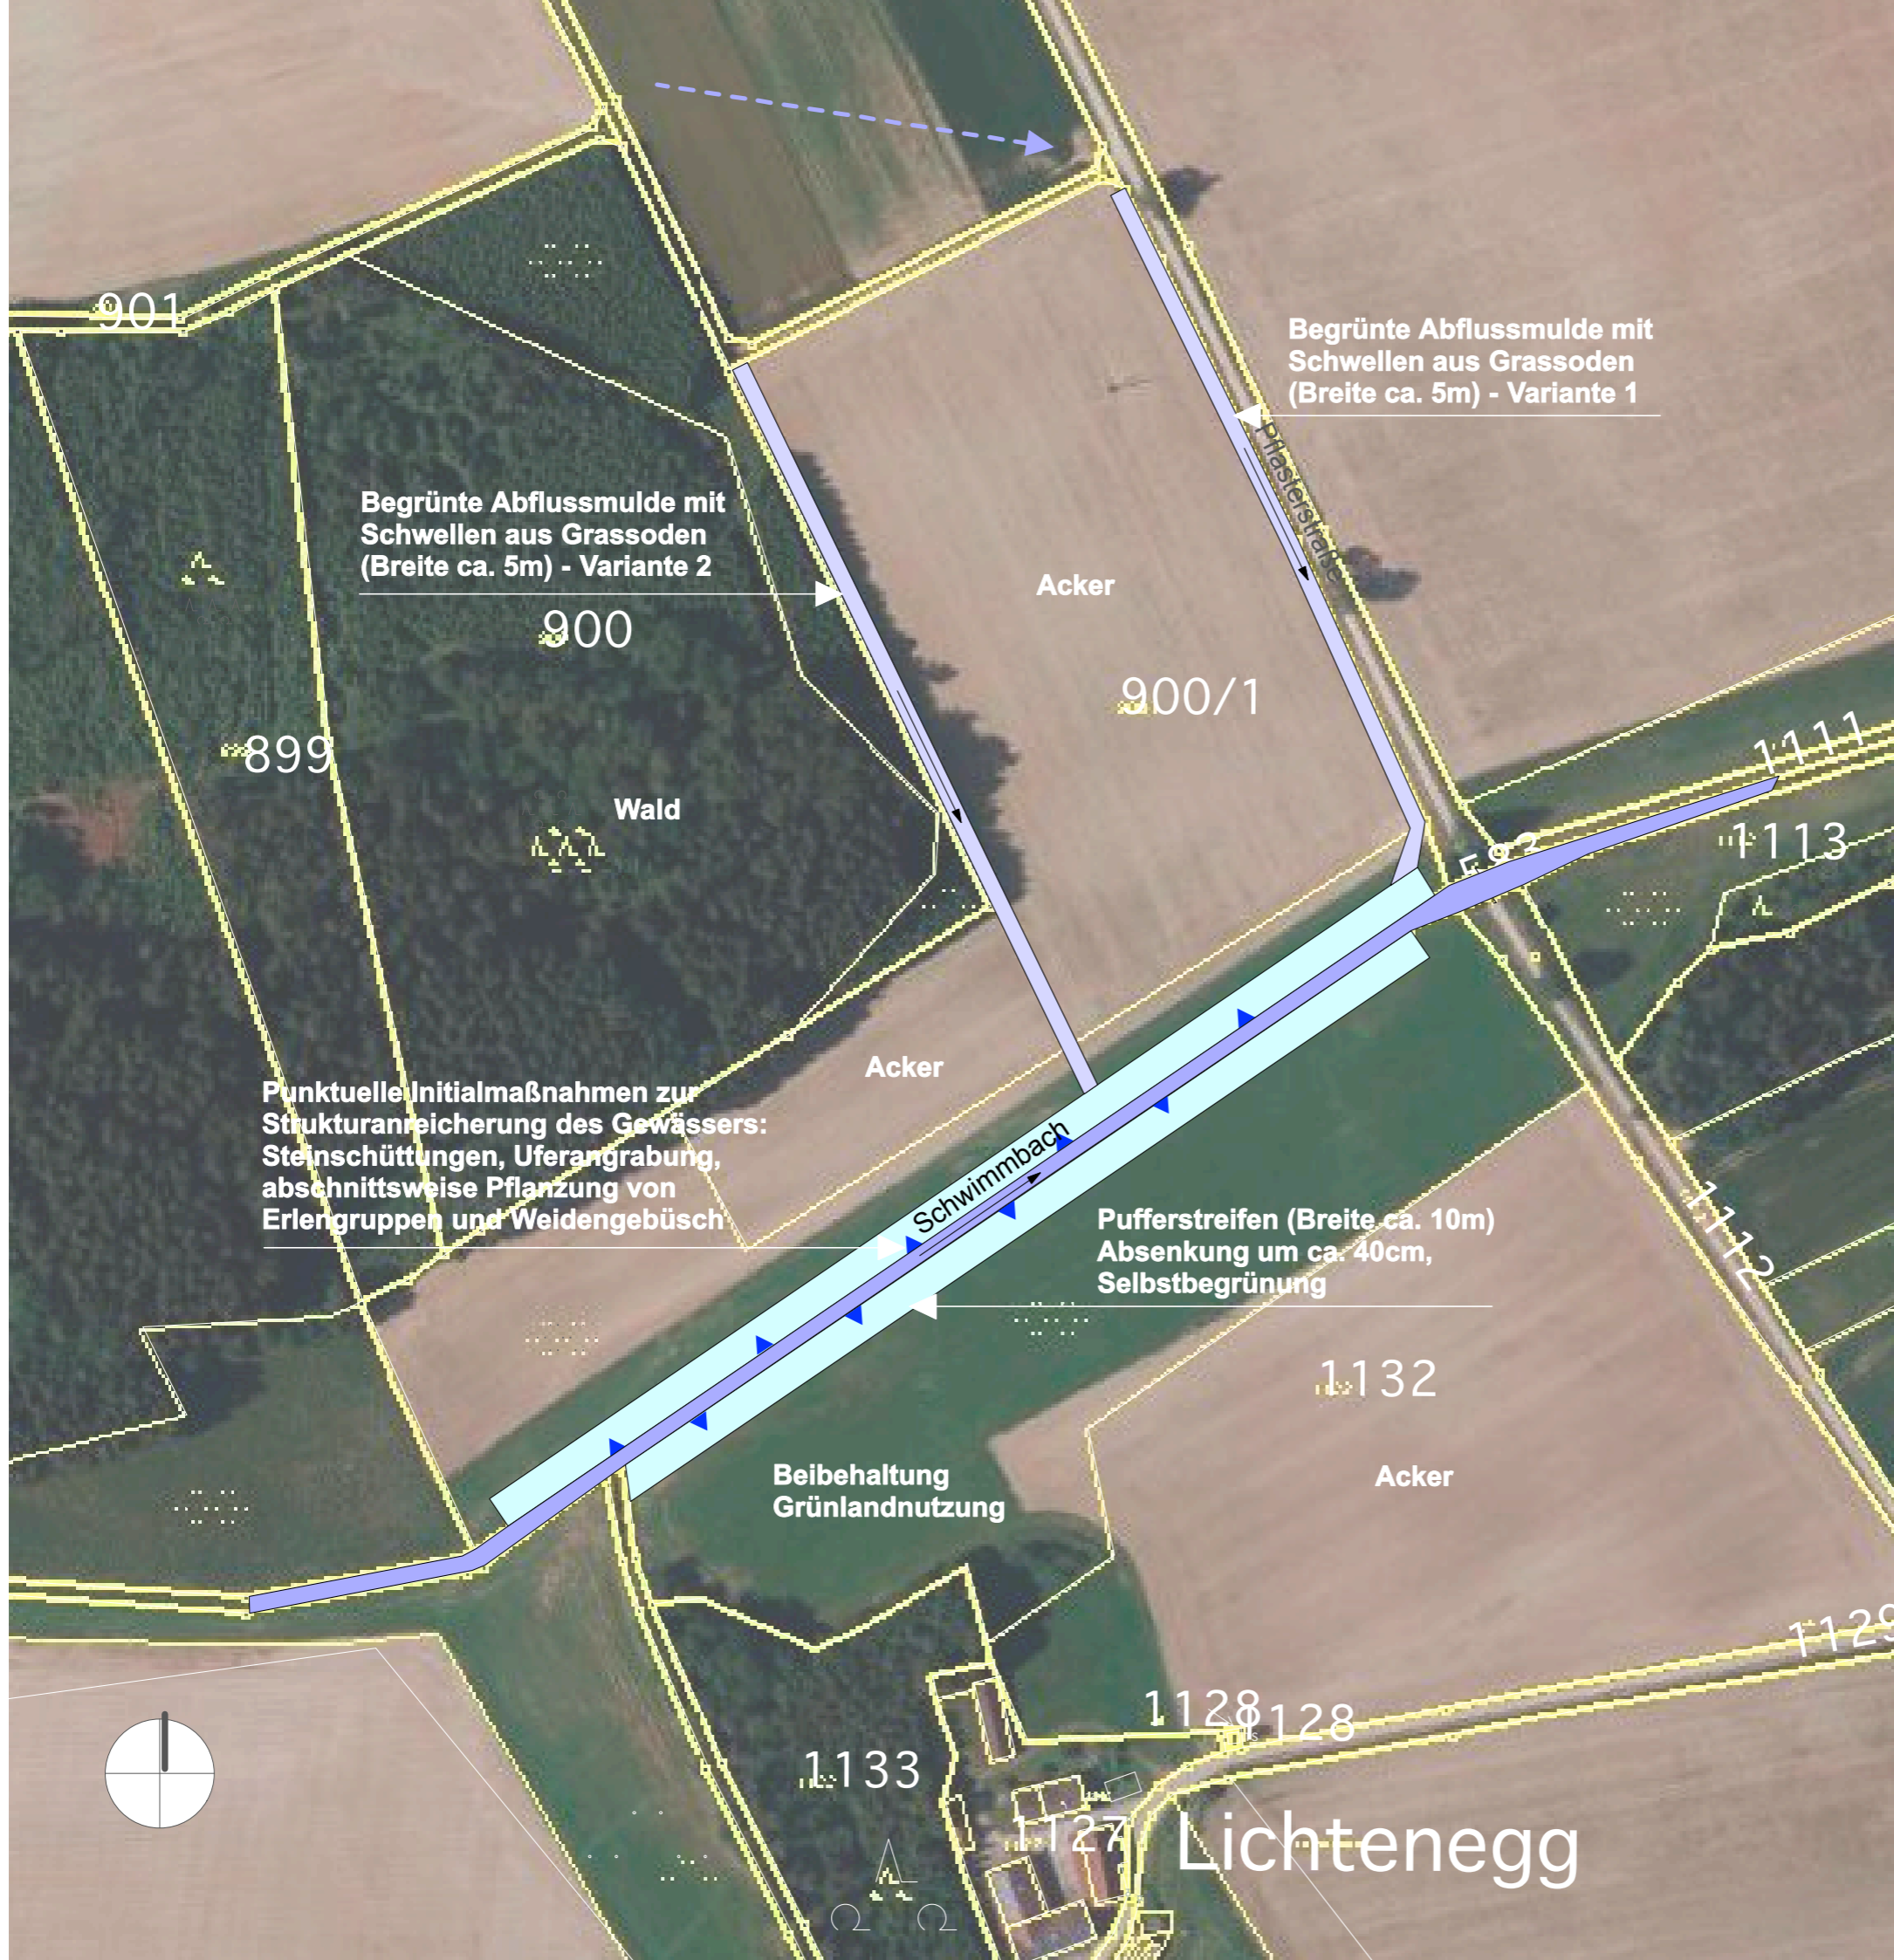 901
Begrünte Abflussmulde mit
Schwellen aus Grassoden
(Breite ca. 5m) - Variante 1
Pflasterstraße
Begrünte Abflussmulde mit
Schwellen aus Grassoden
(Breite ca. 5m) - Variante 2
900
Acker
900/1
899
Wald
1111
1113
593
Acker
Punktuelle Initialmaßnahmen zur
Strukturanreicherung des Gewässers:
Steinschüttungen, Uferangrabung,
abschnittsweise Pflanzung von
Erlengruppen und Weidengebüsch
Schwimmbach
Pufferstreifen (Breite ca. 10m)
Absenkung um ca. 40cm,
Selbstbegrünung
1112
1132
Beibehaltung
Grünlandnutzung
Acker
1129
1128
1128
1133
1127
Lichtenegg